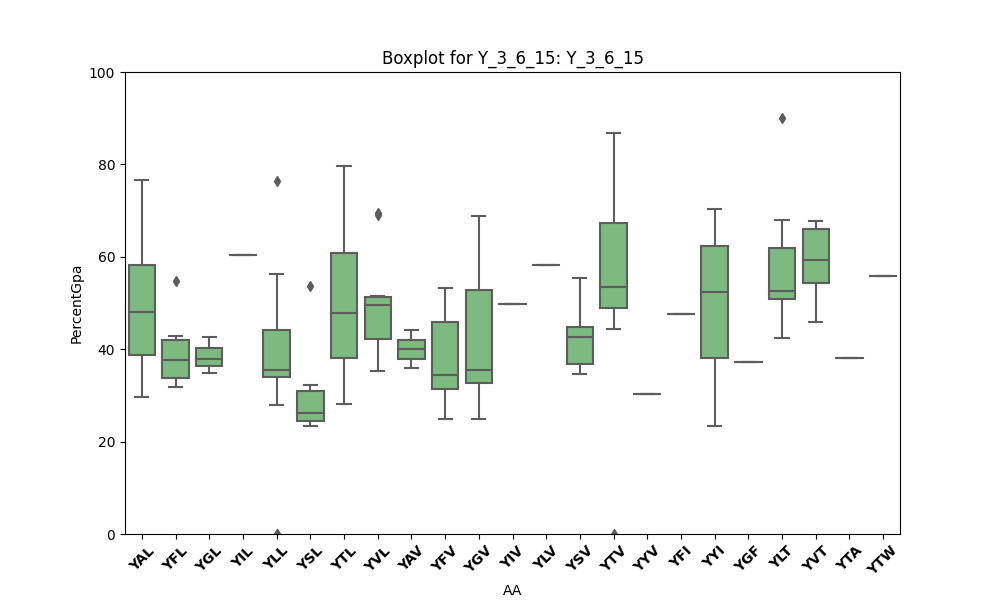 Boxplot for Y_3_6_15: Y_3_6_15
100
80
60
40
20
0
PercentGpa
YAL YFL YGL YIL YLL YSL YTL YVL YAV YFV YGV YIV YLV YSV YTV YYV YFI YYI YGF YLT YVT YTA YTW
AA